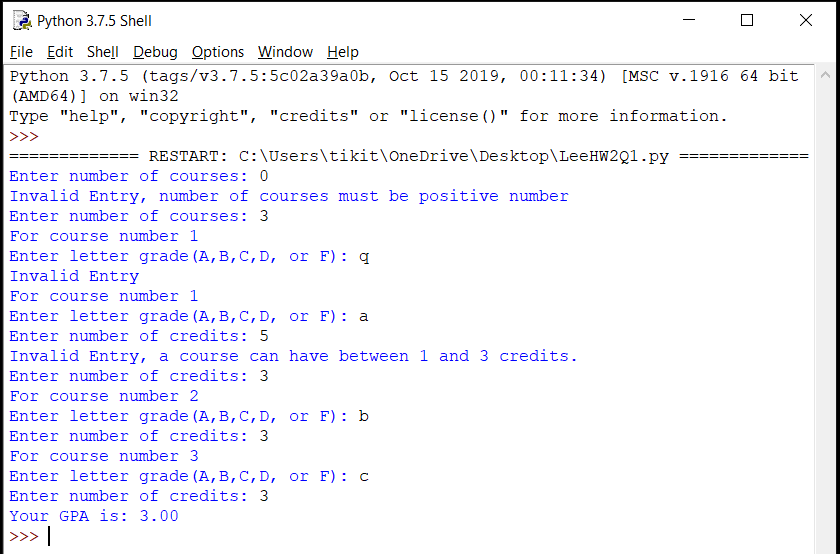 Python 3.7.5 Shell
File Edit Shell Debug Options Window Help
Python 3.7.5 (tags/v3.7.5:5c02a39a0b, Oct 15 2019, 00:11:34) [MSC v.1916 64 bit
(AMD64)] on win32
Type "help", "copyright", "credits" or "license()" for more information.
>>>
============= RESTART: C:\Users\tikit\OneDrive\Desktop\LeeHW2Q1.py =============
Enter number of courses: 0
Invalid Entry, number of courses must be positive number
Enter number of courses: 3
For course number 1
Enter letter grade(A,B,C,D, or F): q
Invalid Entry
For course number 1
Enter letter grade(A,B,C,D, or F): a
Enter number of credits: 5
Invalid Entry, a course can have between 1 and 3 credits.
Enter number of credits: 3
For course number 2
Enter letter grade(A,B,C,D, or F): b
Enter number of credits: 3
For course number 3
Enter letter grade(A,B,C,D, or F): c
Enter number of credits: 3
Your GPA is: 3.00
>>>